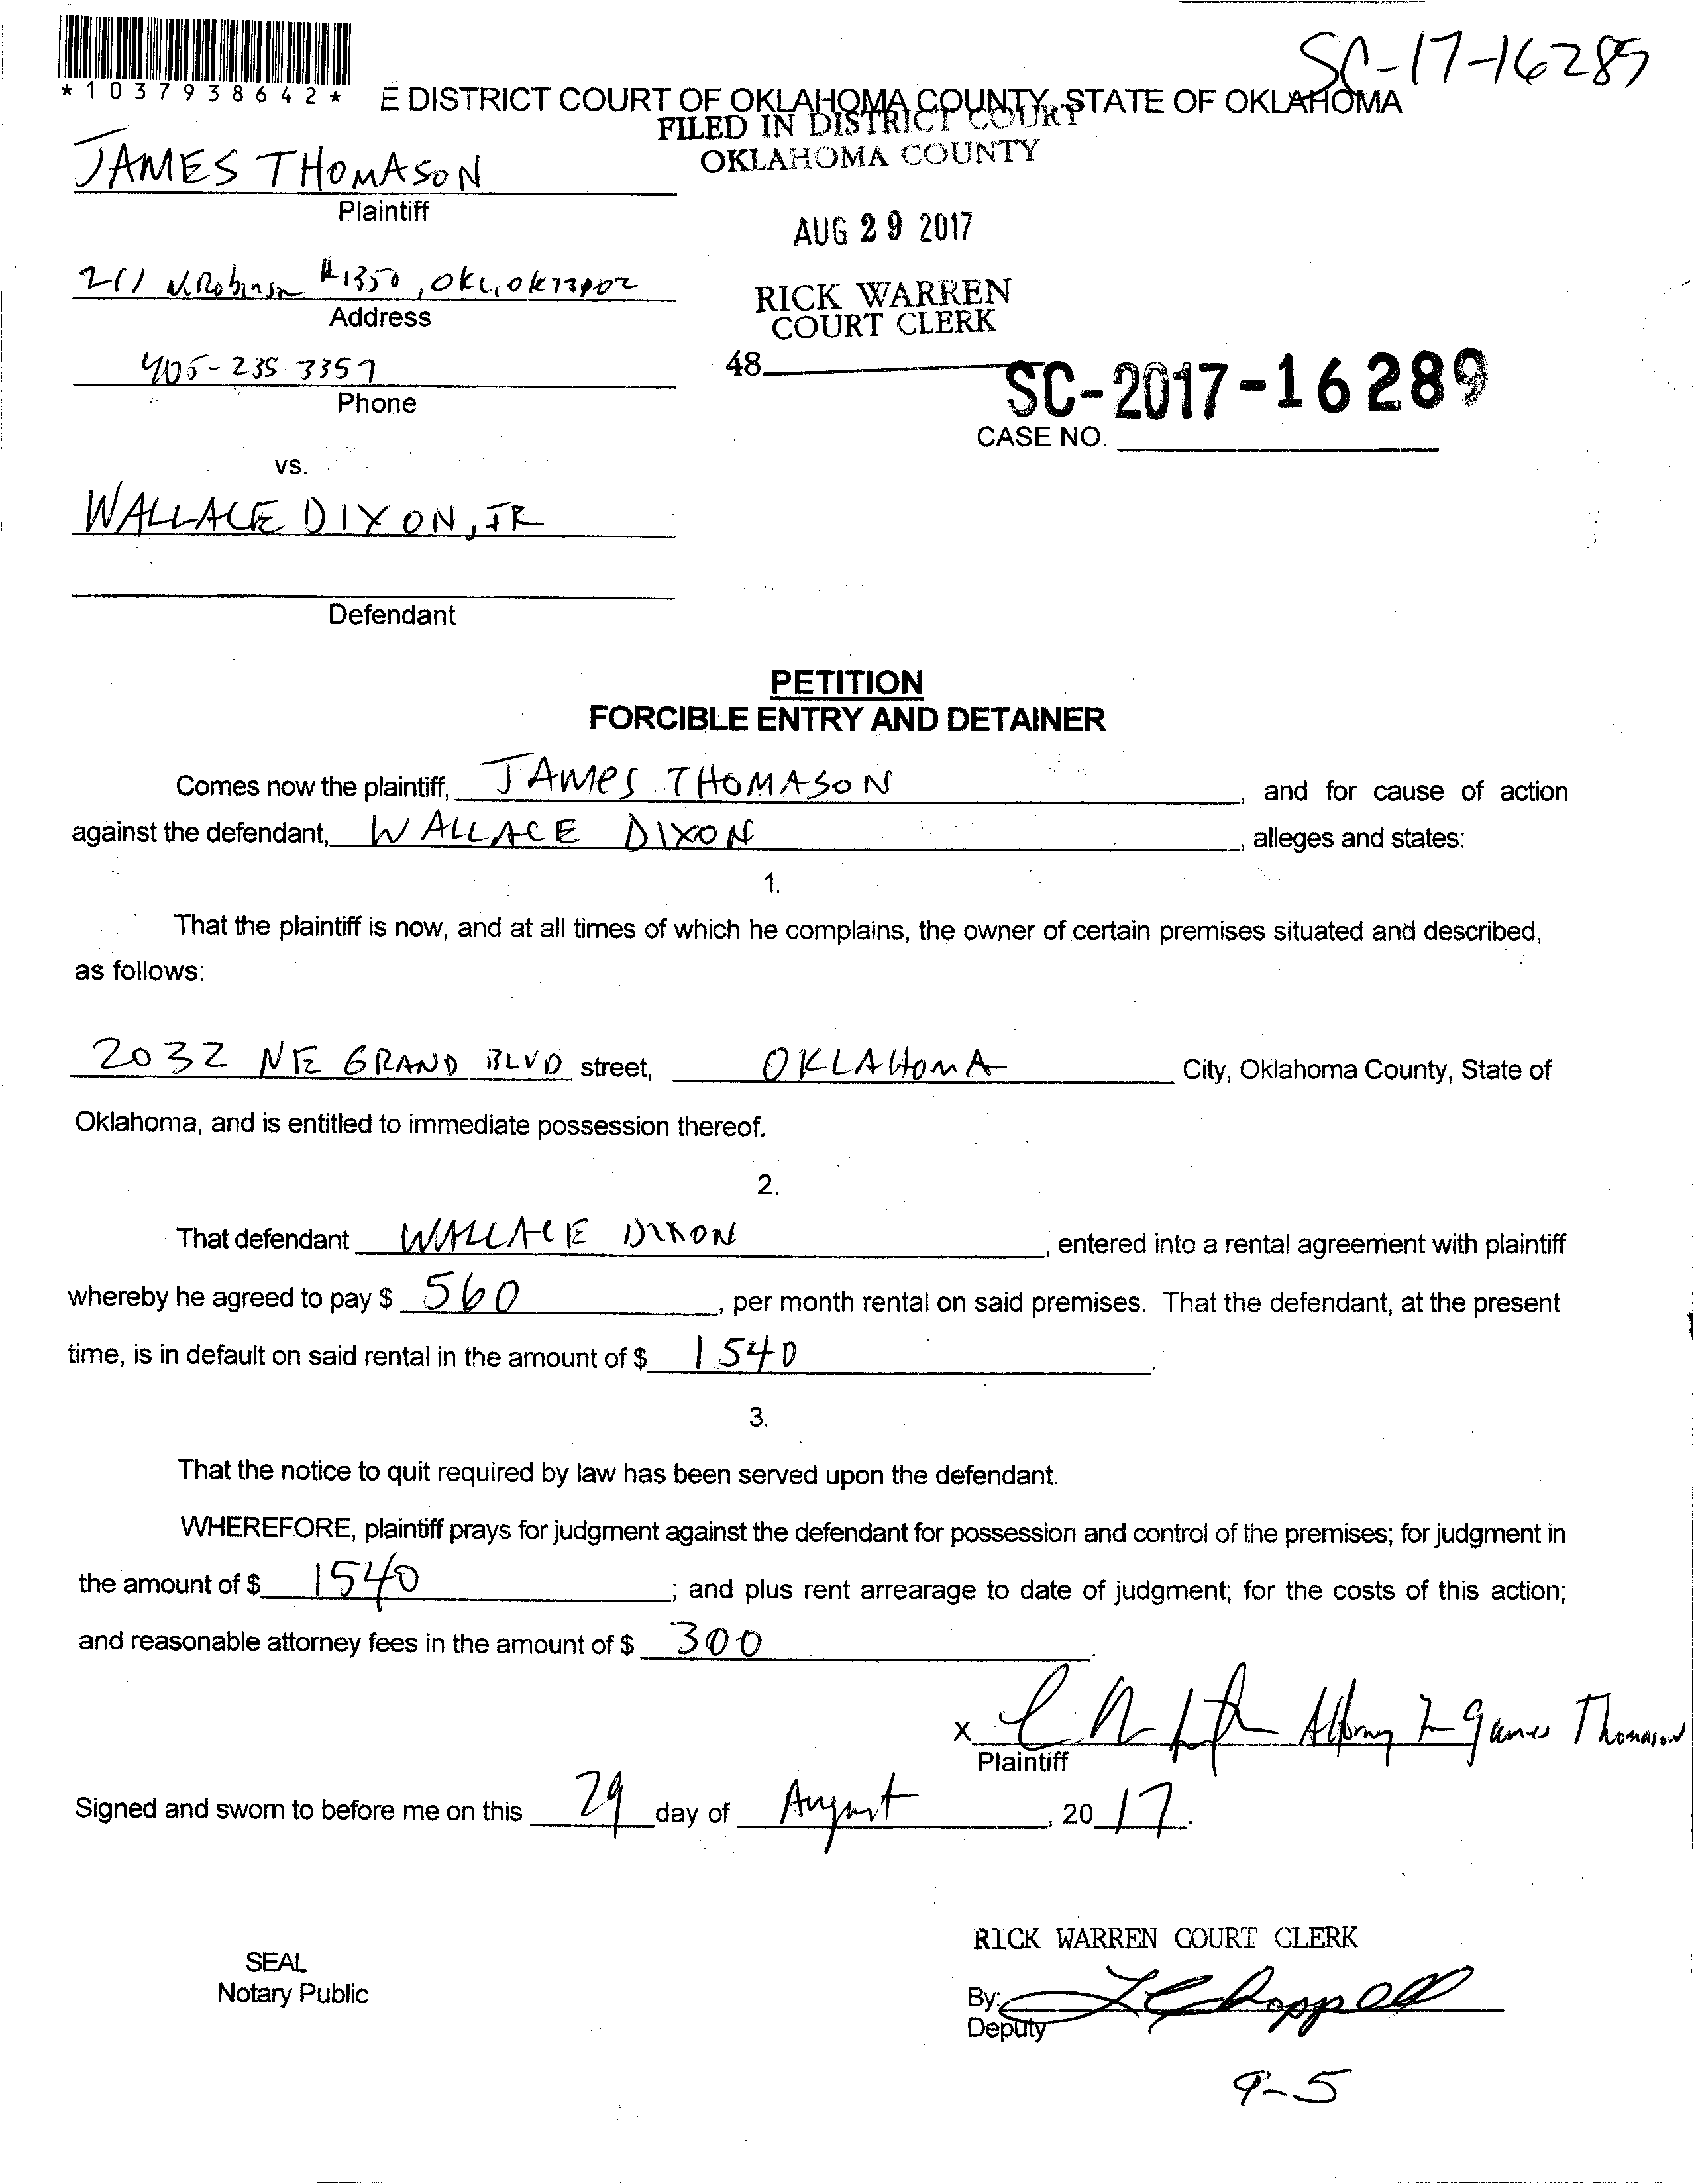 SC-17-16289
*1037938642*
E DISTRICT COURT OF OKLAHOMA COUNTY, STATE OF OKLAHOMA
FILED IN DISTRICT COURT
OKLAHOMA COUNTY
JAMES THOMASON
Plaintiff
AUG 29 2017
211 N. Robinson #1350, OKC, OK 73102
Address
RICK WARREN
COURT CLERK
405-235 3357
Phone
48
SC-2017-16289
CASE NO.
vs.
WALLACE DIXON, JR
Defendant
PETITION
FORCIBLE ENTRY AND DETAINER
Comes now the plaintiff, JAMES THOMASON, and for cause of action
against the defendant, WALLACE DIXON, alleges and states:
1.
That the plaintiff is now, and at all times of which he complains, the owner of certain premises situated and described,
as follows:
2032 NE GRAND BLVD street, OKLAHOMA City, Oklahoma County, State of
Oklahoma, and is entitled to immediate possession thereof.
2.
That defendant WALLACE DIXON, entered into a rental agreement with plaintiff
whereby he agreed to pay $ 560, per month rental on said premises. That the defendant, at the present
time, is in default on said rental in the amount of $ 1540.
3.
That the notice to quit required by law has been served upon the defendant.
WHEREFORE, plaintiff prays for judgment against the defendant for possession and control of the premises; for judgment in
the amount of $ 1540; and plus rent arrearage to date of judgment; for the costs of this action;
and reasonable attorney fees in the amount of $ 300.
X Attorney for James Thomason
Plaintiff
Signed and sworn to before me on this 29 day of August, 2017.
RICK WARREN COURT CLERK
SEAL
Notary Public
By: Chappell
Deputy
9-5